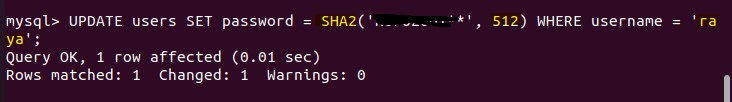 mysql> UPDATE users SET password = SHA2('*', 512) WHERE username = 'ra
ya';
Query OK, 1 row affected (0.01 sec)
Rows matched: 1  Changed: 1  Warnings: 0